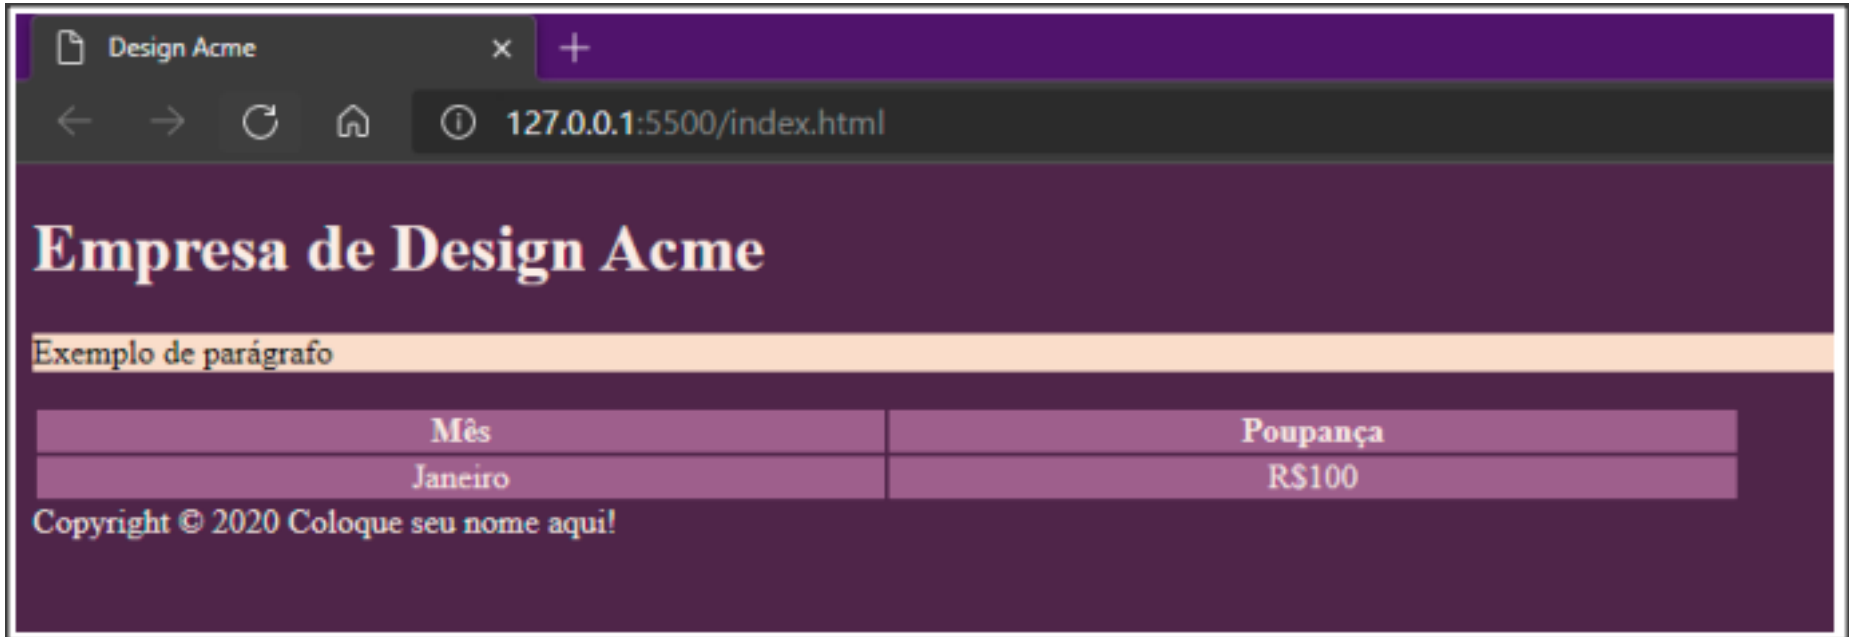 Design Acme
127.0.0.1:5500/index.html
Empresa de Design Acme
Exemplo de parágrafo
Mês Poupança
Janeiro R$100
Copyright © 2020 Coloque seu nome aqui!